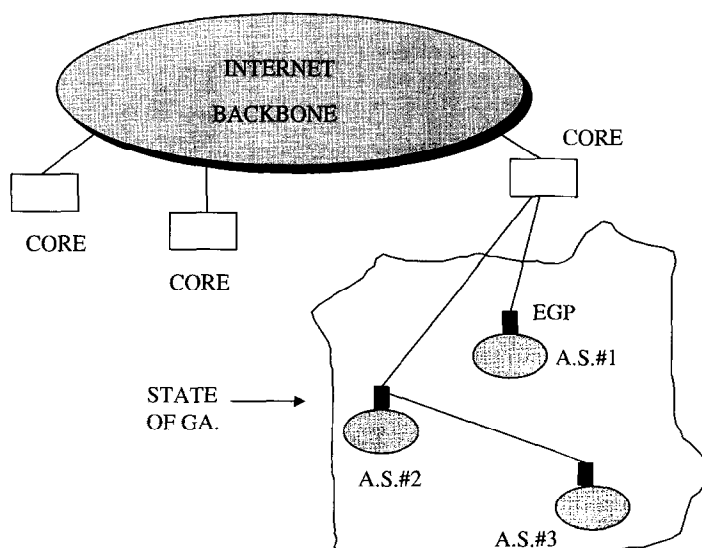 INTERNET
BACKBONE
CORE
CORE
CORE
EGP
A.S.#1
STATE
OF GA.
A.S.#2
A.S.#3